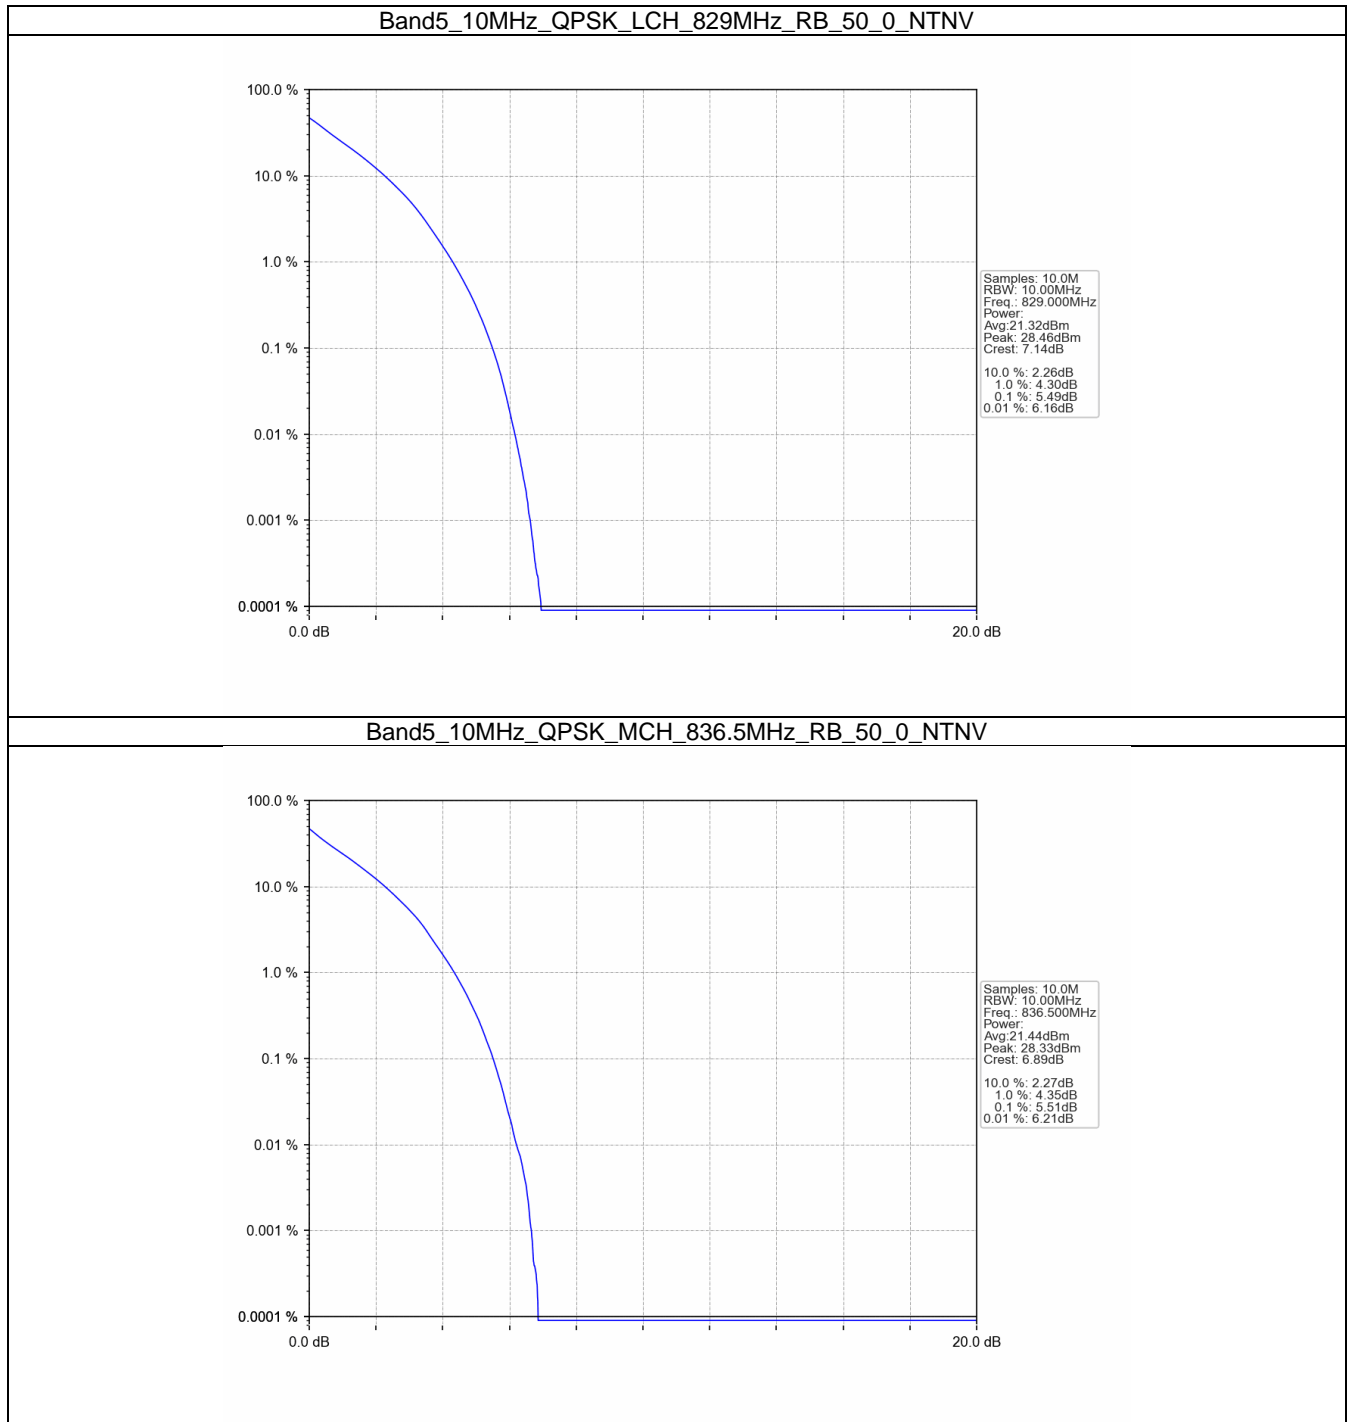 Band5_10MHz_QPSK_LCH_829MHz_RB_50_0_NTNV
100.0 %
10.0 %
1.0 %
0.1 %
0.01 %
0.001 %
0.0001 %
0.0 dB
20.0 dB
Samples: 10.0M
RBW: 10.00MHz
Freq.: 829.000MHz
Power:
Avg:21.32dBm
Peak: 28.46dBm
Crest: 7.14dB
10.0 %: 2.26dB
1.0 %: 4.30dB
0.1 %: 5.49dB
0.01 %: 6.16dB
Band5_10MHz_QPSK_MCH_836.5MHz_RB_50_0_NTNV
100.0 %
10.0 %
1.0 %
0.1 %
0.01 %
0.001 %
0.0001 %
0.0 dB
20.0 dB
Samples: 10.0M
RBW: 10.00MHz
Freq.: 836.500MHz
Power:
Avg:21.44dBm
Peak: 28.33dBm
Crest: 6.89dB
10.0 %: 2.27dB
1.0 %: 4.35dB
0.1 %: 5.51dB
0.01 %: 6.21dB